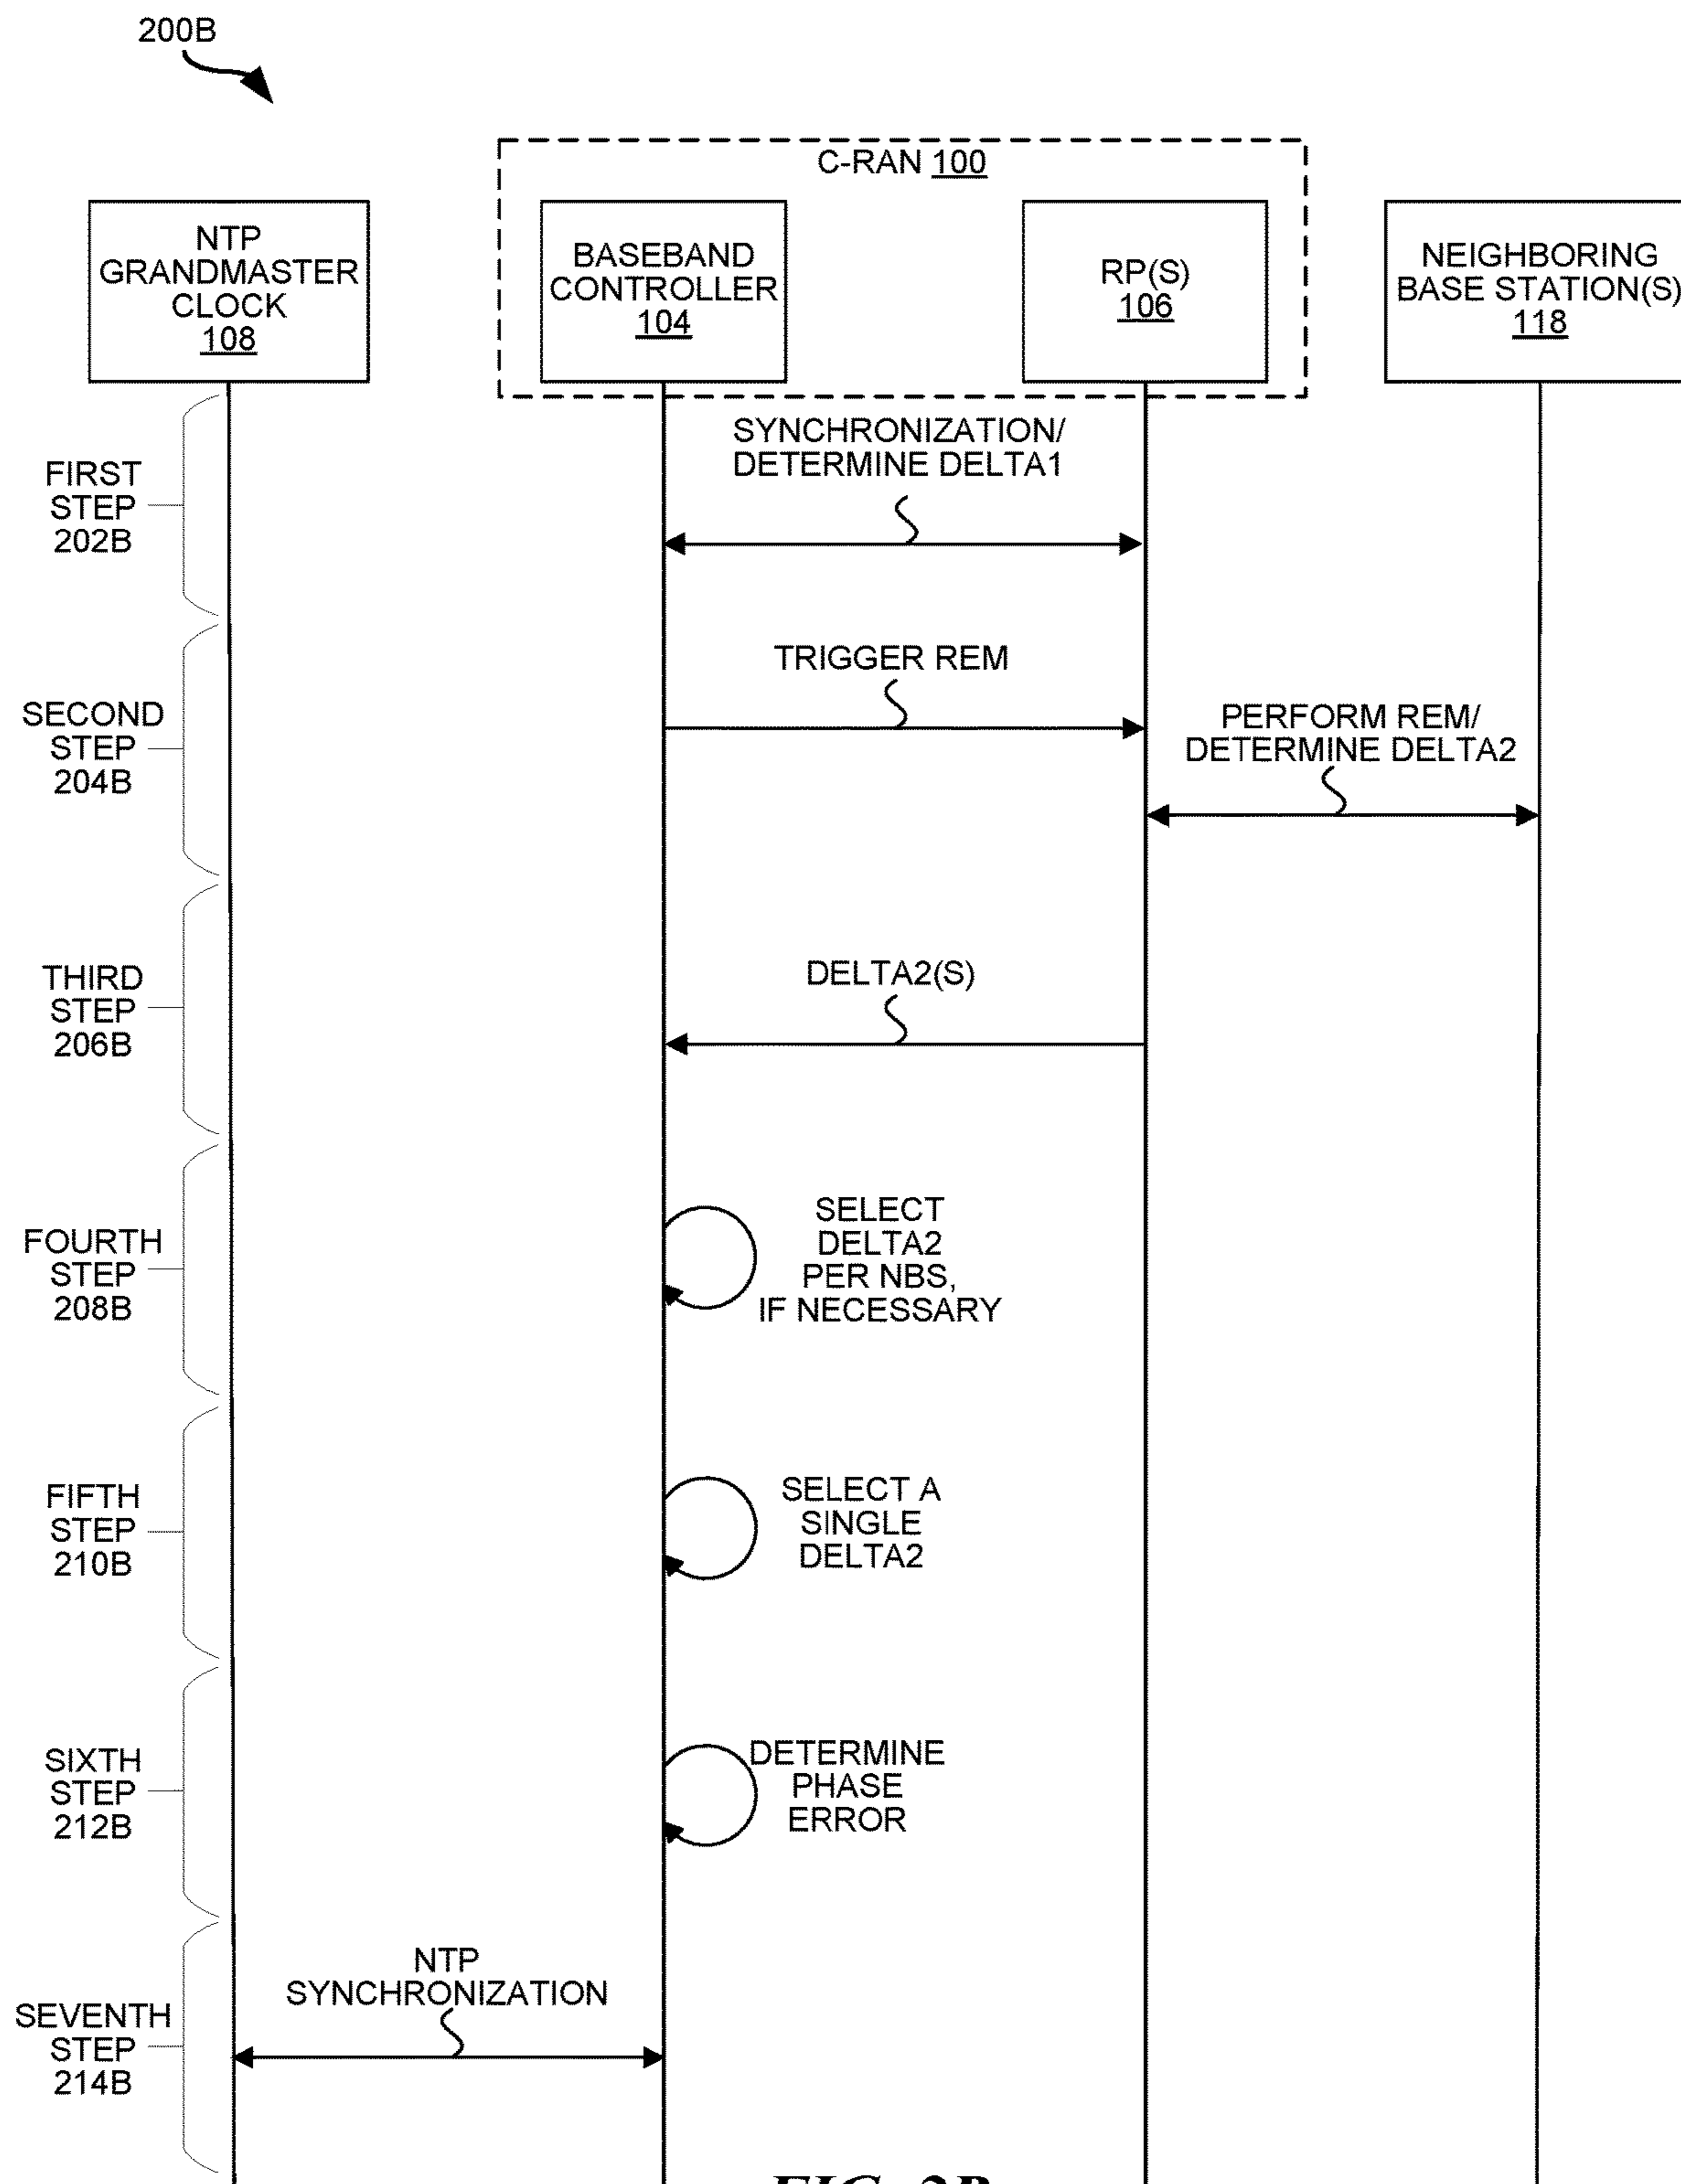 200B
C-RAN 100
NTP
GRANDMASTER
CLOCK
108
BASEBAND
CONTROLLER
104
RP(S)
106
NEIGHBORING
BASE STATION(S)
118
FIRST
STEP
202B
SYNCHRONIZATION/
DETERMINE DELTA1
SECOND
STEP
204B
TRIGGER REM
PERFORM REM/
DETERMINE DELTA2
THIRD
STEP
206B
DELTA2(S)
FOURTH
STEP
208B
SELECT
DELTA2
PER NBS,
IF NECESSARY
FIFTH
STEP
210B
SELECT A
SINGLE
DELTA2
SIXTH
STEP
212B
DETERMINE
PHASE
ERROR
SEVENTH
STEP
214B
NTP
SYNCHRONIZATION